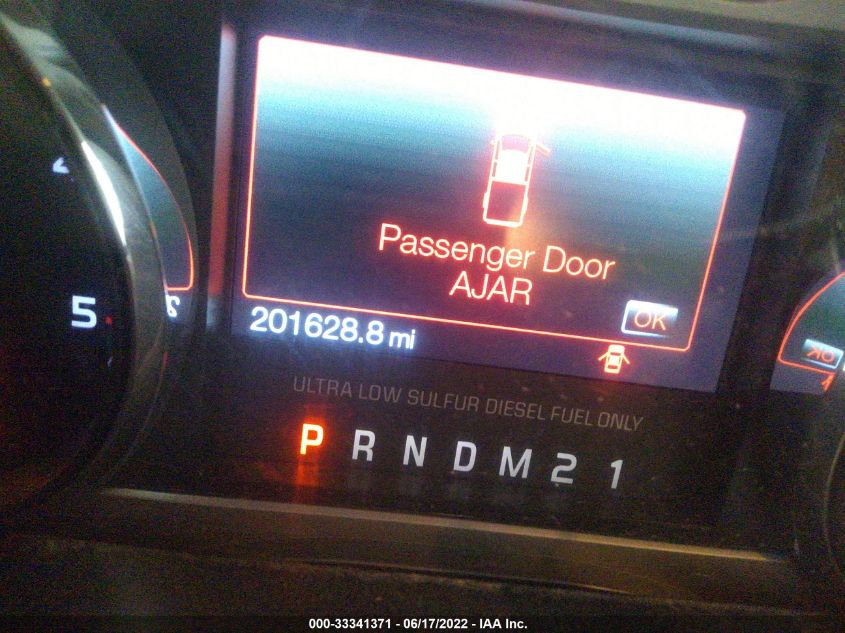 Passenger Door
AJAR
OK
201628.8 mi
5
OK
ULTRA LOW SULFUR DIESEL FUEL ONLY
P R N D M 2 1
000-33341371 - 06/17/2022 - IAA Inc.